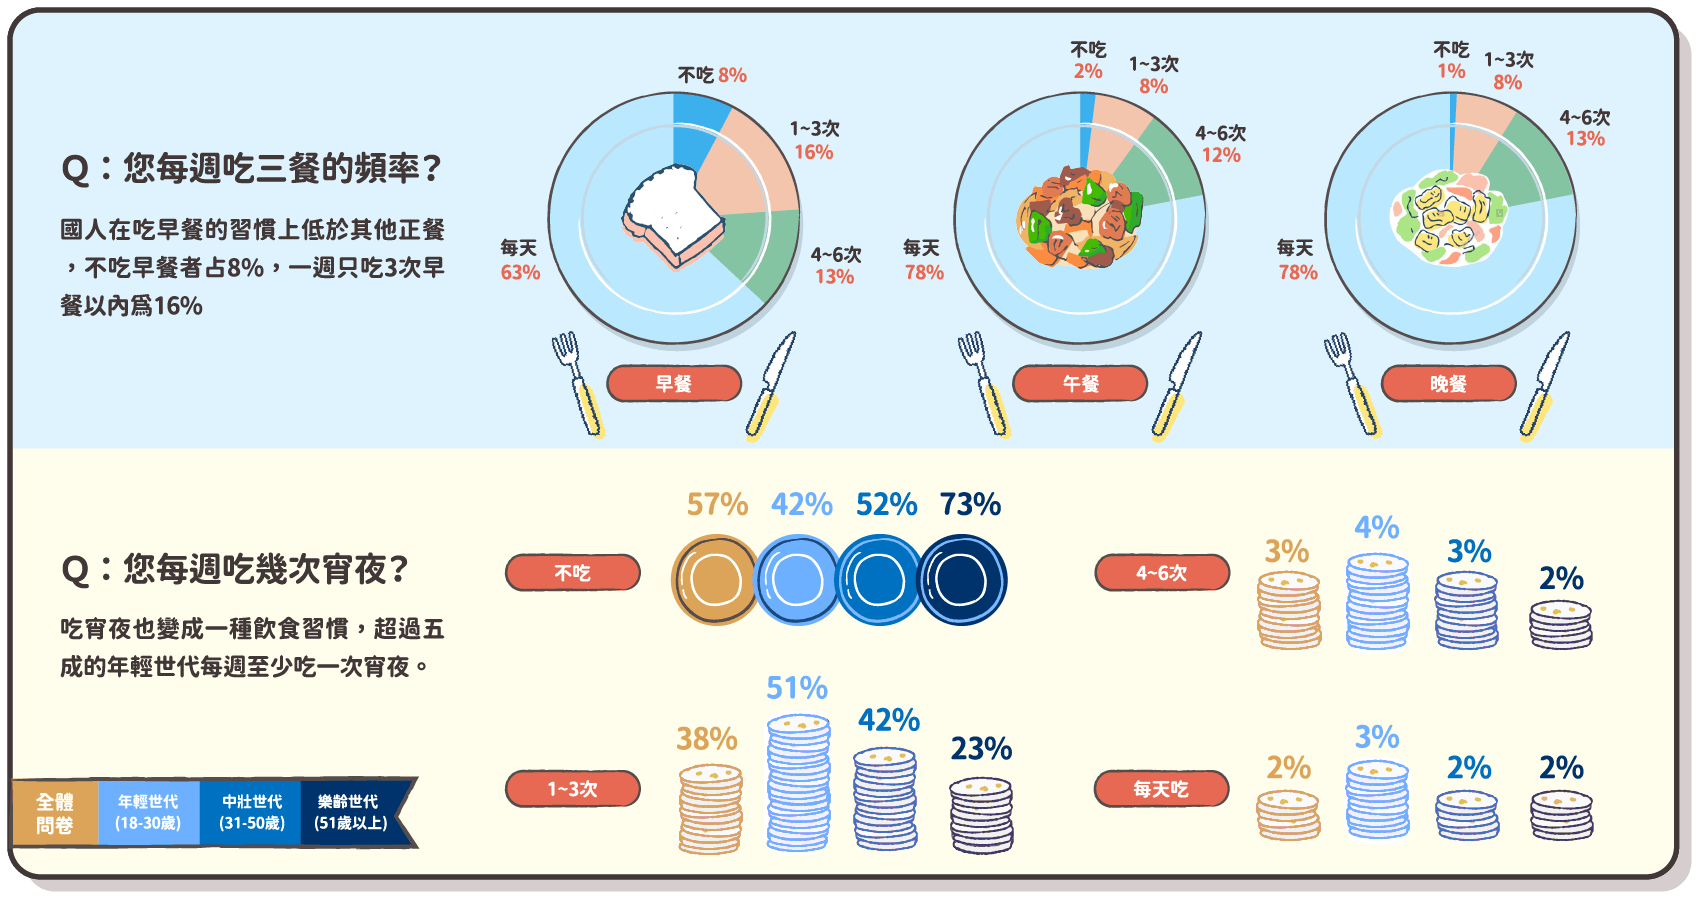 Q：您每週吃三餐的頻率？
國人在吃早餐的習慣上低於其他正餐
，不吃早餐者占8%，一週只吃3次早
餐以內爲16%
不吃 8%
1~3次
16%
4~6次
13%
每天
63%
早餐
不吃
2%
1~3次
8%
4~6次
12%
每天
78%
午餐
不吃
1%
1~3次
8%
4~6次
13%
每天
78%
晚餐
Q：您每週吃幾次宵夜？
吃宵夜也變成一種飲食習慣，超過五
成的年輕世代每週至少吃一次宵夜。
全體
問卷
年輕世代
(18-30歲)
中壯世代
(31-50歲)
樂齡世代
(51歲以上)
不吃
57% 42% 52% 73%
4~6次
3% 4% 3% 2%
1~3次
38% 51% 42% 23%
每天吃
2% 3% 2% 2%